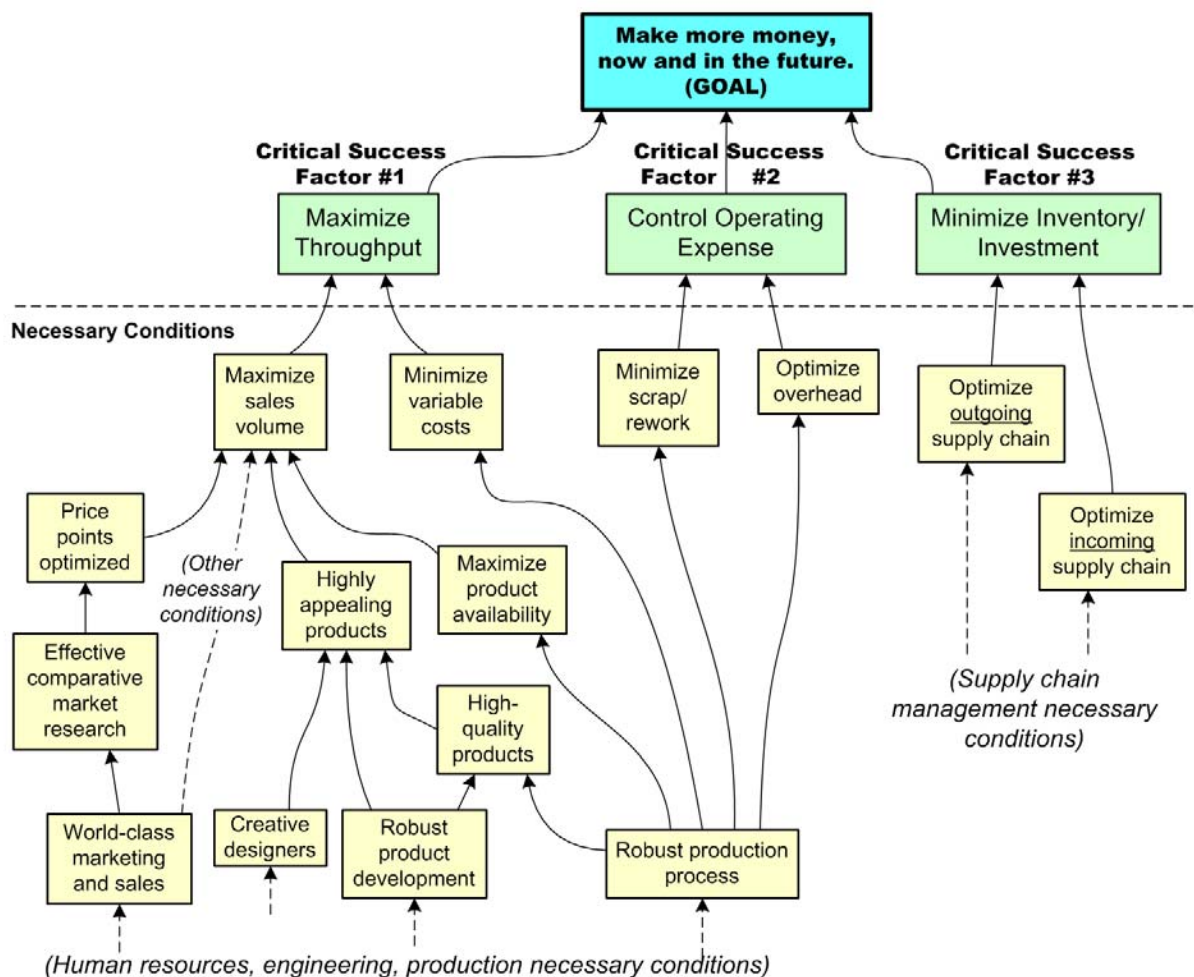 Make more money,
now and in the future.
(GOAL)
Critical Success
Factor #1
Critical Success
Factor #2
Critical Success
Factor #3
Maximize
Throughput
Control Operating
Expense
Minimize Inventory/
Investment
Necessary Conditions
Maximize
sales
volume
Minimize
variable
costs
Minimize
scrap/
rework
Optimize
overhead
Optimize
outgoing
supply chain
Price
points
optimized
(Other
necessary
conditions)
Highly
appealing
products
Maximize
product
availability
Optimize
incoming
supply chain
Effective
comparative
market
research
High-
quality
products
(Supply chain
management necessary
conditions)
World-class
marketing
and sales
Creative
designers
Robust
product
development
Robust production
process
(Human resources, engineering, production necessary conditions)